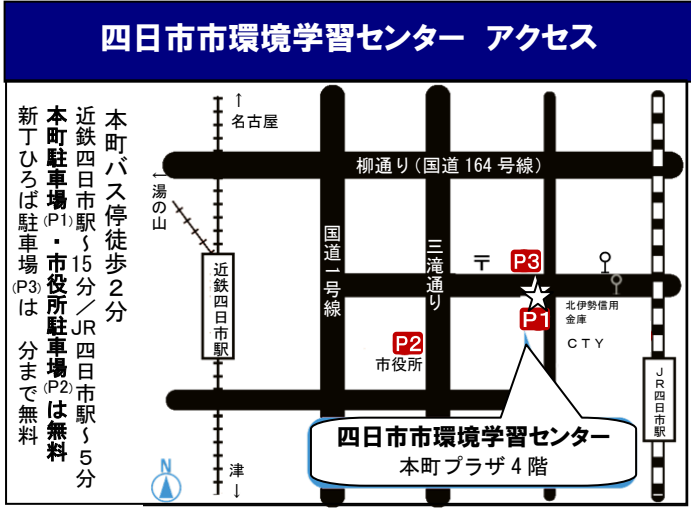 四日市市環境学習センター アクセス
本町バス停徒歩2分
近鉄四日市駅～15分／JR四日市駅～5分
本町駐車場(P1)・市役所駐車場(P2)は無料
新丁ひろば駐車場(P3)は 分まで無料
↑
名古屋
←湯の山
柳通り（国道164号線）
国道1号線
三滝通り
〒
P3
近鉄四日市駅
P1
北伊勢信用
金庫
CTY
P2
市役所
JR四日市駅
四日市市環境学習センター
本町プラザ4階
N
津
↓